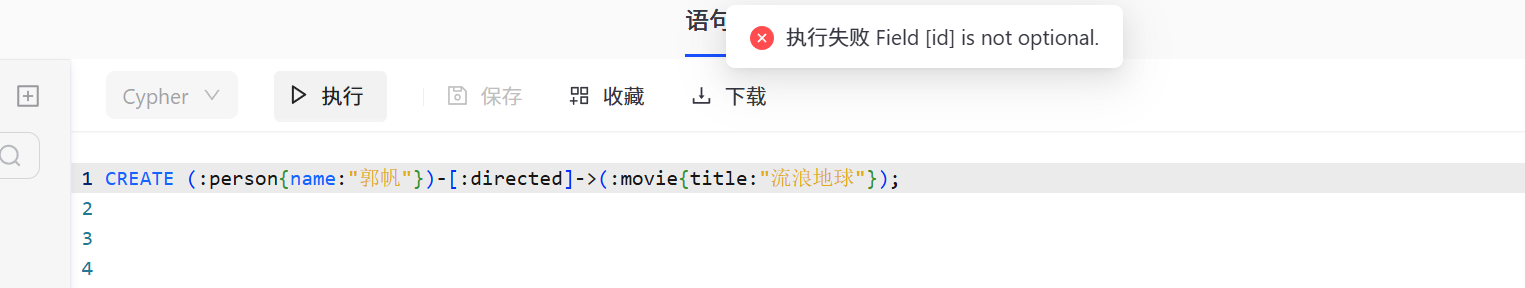 语句
执行失败 Field [id] is not optional.
Cypher 执行 保存 收藏 下载
1 CREATE (:person{name:"郭帆"})-[:directed]->(:movie{title:"流浪地球"});
2
3
4